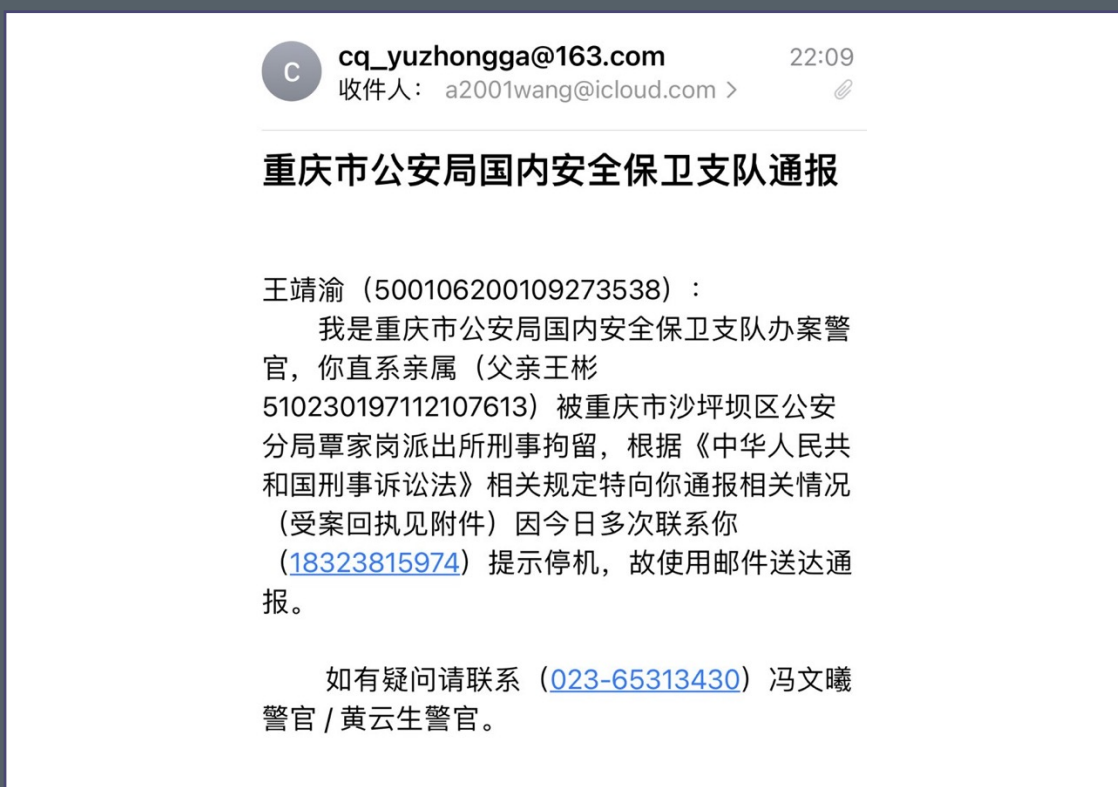 C
cq_yuzhongga@163.com
22:09
收件人： a2001wang@icloud.com >
重庆市公安局国内安全保卫支队通报
王靖渝（500106200109273538）：
我是重庆市公安局国内安全保卫支队办案警
官，你直系亲属（父亲王彬
510230197112107613）被重庆市沙坪坝区公安
分局覃家岗派出所刑事拘留，根据《中华人民共
和国刑事诉讼法》相关规定特向你通报相关情况
（受案回执见附件）因今日多次联系你
（18323815974）提示停机，故使用邮件送达通
报。
如有疑问请联系（023-65313430）冯文曦
警官 / 黄云生警官。